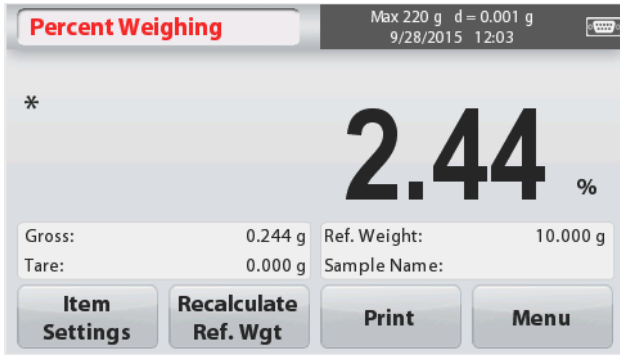 Percent Weighing
Max 220 g d = 0.001 g
9/28/2015 12:03
*
2.44 %
Gross: 0.244 g
Tare: 0.000 g
Ref. Weight: 10.000 g
Sample Name:
Item
Settings
Recalculate
Ref. Wgt
Print
Menu